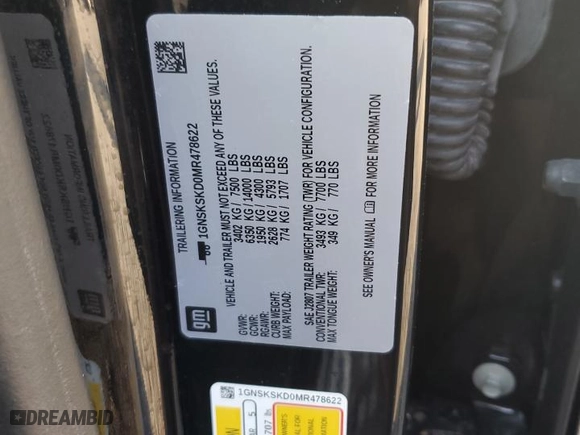 gm
TRAILERING INFORMATION
1GNSKSKD0MR478622
VEHICLE AND TRAILER MUST NOT EXCEED ANY OF THESE VALUES.
GVWR: 3402 KG / 7500 LBS
GCWR: 6350 KG / 14000 LBS
RGAWR: 1950 KG / 4300 LBS
CURB WEIGHT: 2628 KG / 5793 LBS
MAX PAYLOAD: 774 KG / 1707 LBS
SAE J2807 TRAILER WEIGHT RATING (TWR) FOR VEHICLE CONFIGURATION.
CONVENTIONAL TWR: 3493 KG / 7700 LBS
MAX TONGUE WEIGHT: 349 KG / 770 LBS
SEE OWNER'S MANUAL FOR MORE INFORMATION
1GNSKSKD0MR478622
5
DREAMBID